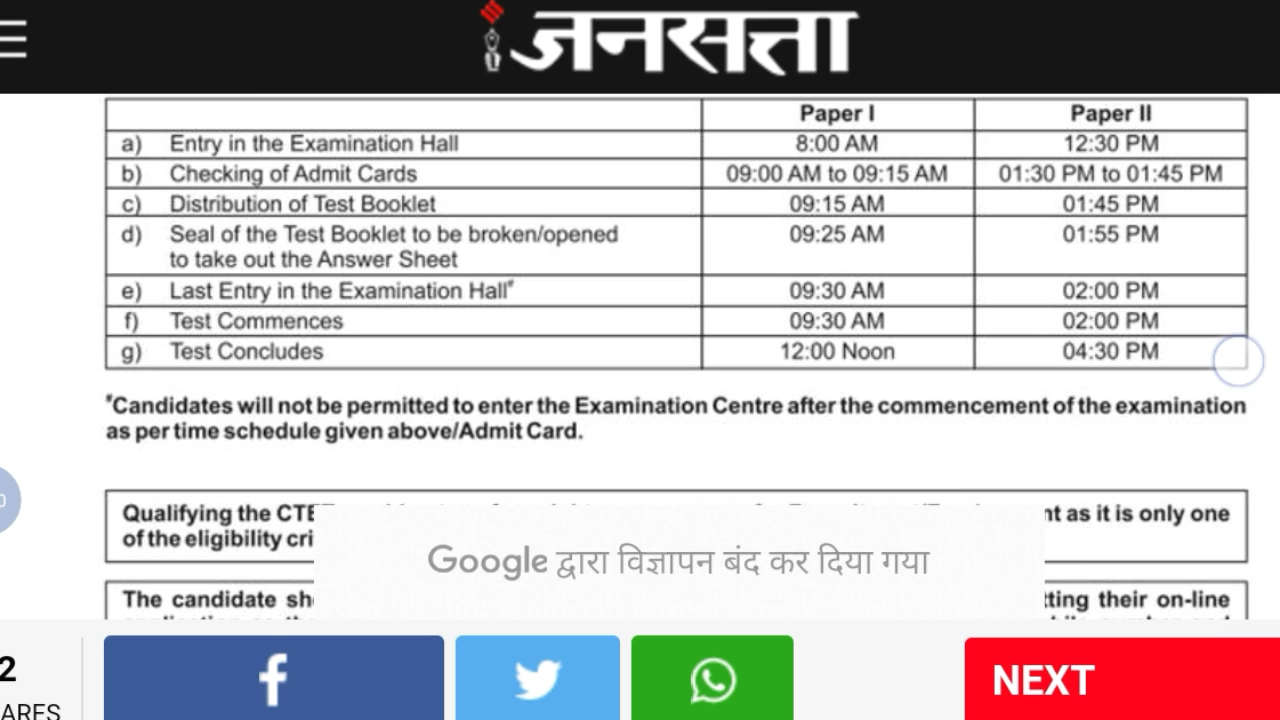 जनसत्ता
Paper I Paper II
a) Entry in the Examination Hall 8:00 AM 12:30 PM
b) Checking of Admit Cards 09:00 AM to 09:15 AM 01:30 PM to 01:45 PM
c) Distribution of Test Booklet 09:15 AM 01:45 PM
d) Seal of the Test Booklet to be broken/opened 09:25 AM 01:55 PM
to take out the Answer Sheet
e) Last Entry in the Examination Hall# 09:30 AM 02:00 PM
f) Test Commences 09:30 AM 02:00 PM
g) Test Concludes 12:00 Noon 04:30 PM
#Candidates will not be permitted to enter the Examination Centre after the commencement of the examination
as per time schedule given above/Admit Card.
Qualifying the as it is only one
of the eligibility
Google द्वारा विज्ञापन बंद कर दिया गया
The candidate their on-line
2
NEXT